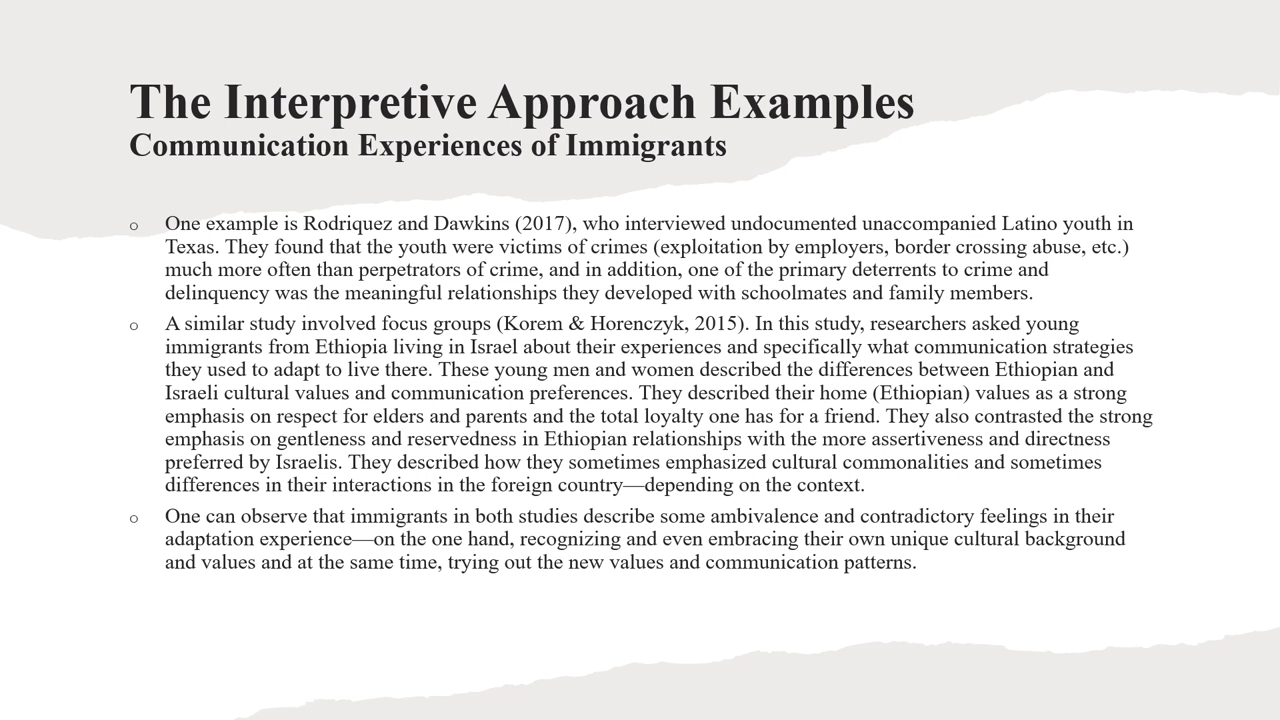 The Interpretive Approach Examples
Communication Experiences of Immigrants
○ One example is Rodriquez and Dawkins (2017), who interviewed undocumented unaccompanied Latino youth in
Texas. They found that the youth were victims of crimes (exploitation by employers, border crossing abuse, etc.)
much more often than perpetrators of crime, and in addition, one of the primary deterrents to crime and
delinquency was the meaningful relationships they developed with schoolmates and family members.
○ A similar study involved focus groups (Korem & Horenczyk, 2015). In this study, researchers asked young
immigrants from Ethiopia living in Israel about their experiences and specifically what communication strategies
they used to adapt to live there. These young men and women described the differences between Ethiopian and
Israeli cultural values and communication preferences. They described their home (Ethiopian) values as a strong
emphasis on respect for elders and parents and the total loyalty one has for a friend. They also contrasted the strong
emphasis on gentleness and reservedness in Ethiopian relationships with the more assertiveness and directness
preferred by Israelis. They described how they sometimes emphasized cultural commonalities and sometimes
differences in their interactions in the foreign country—depending on the context.
○ One can observe that immigrants in both studies describe some ambivalence and contradictory feelings in their
adaptation experience—on the one hand, recognizing and even embracing their own unique cultural background
and values and at the same time, trying out the new values and communication patterns.